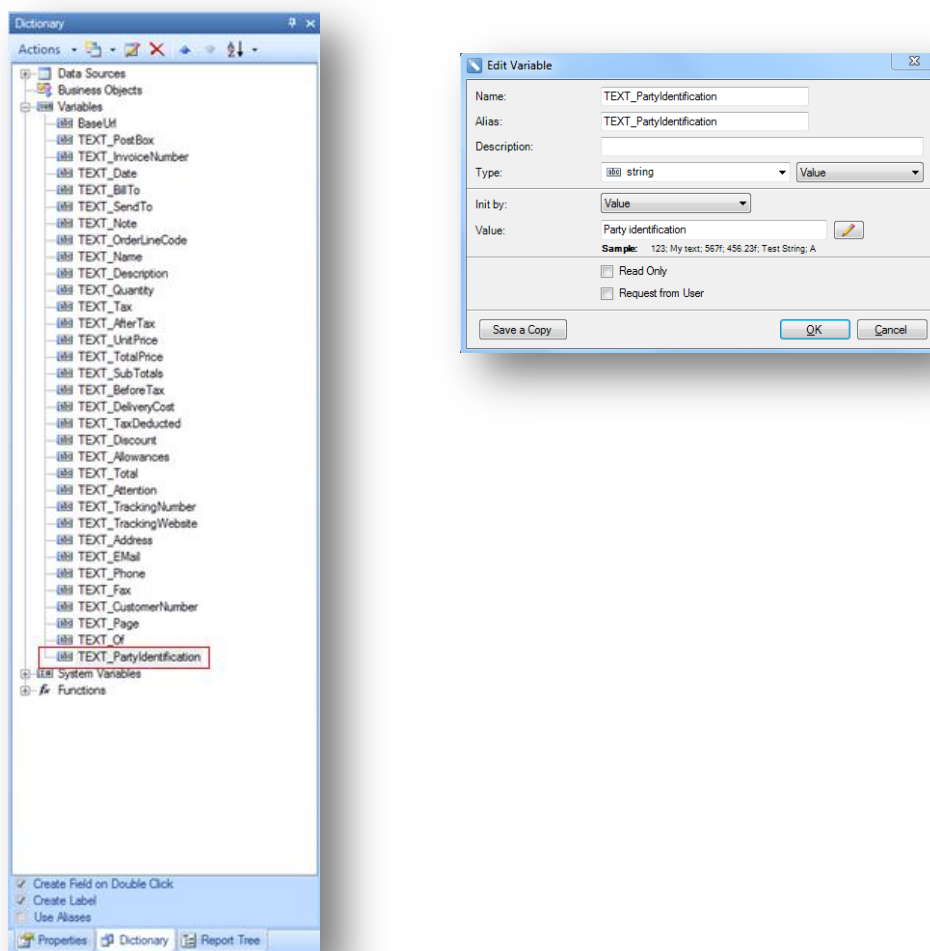 Dictionary
Actions
Data Sources
Business Objects
Variables
BaseUrl
TEXT_PostBox
TEXT_InvoiceNumber
TEXT_Date
TEXT_BillTo
TEXT_SendTo
TEXT_Note
TEXT_OrderLineCode
TEXT_Name
TEXT_Description
TEXT_Quantity
TEXT_Tax
TEXT_AfterTax
TEXT_UnitPrice
TEXT_TotalPrice
TEXT_SubTotals
TEXT_BeforeTax
TEXT_DeliveryCost
TEXT_TaxDeducted
TEXT_Discount
TEXT_Allowances
TEXT_Total
TEXT_Attention
TEXT_TrackingNumber
TEXT_TrackingWebsite
TEXT_Address
TEXT_EMail
TEXT_Phone
TEXT_Fax
TEXT_CustomerNumber
TEXT_Page
TEXT_Of
TEXT_PartyIdentification
System Variables
Functions
Create Field on Double Click
Create Label
Use Aliases
Properties Dictionary Report Tree
Edit Variable
Name: TEXT_PartyIdentification
Alias: TEXT_PartyIdentification
Description:
Type: string Value
Init by: Value
Value: Party identification
Sample: 123; My text; 567f; 456.23f; Test String; A
Read Only
Request from User
Save a Copy OK Cancel